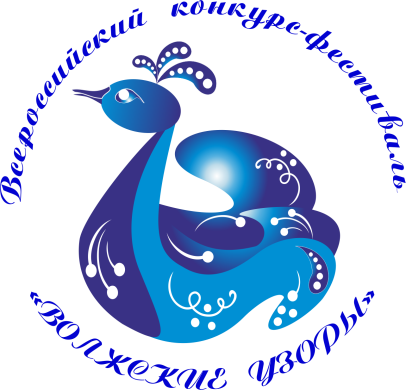 Всероссийский конкурс-фестиваль
«ВОЛЖСКИЕ УЗОРЫ»